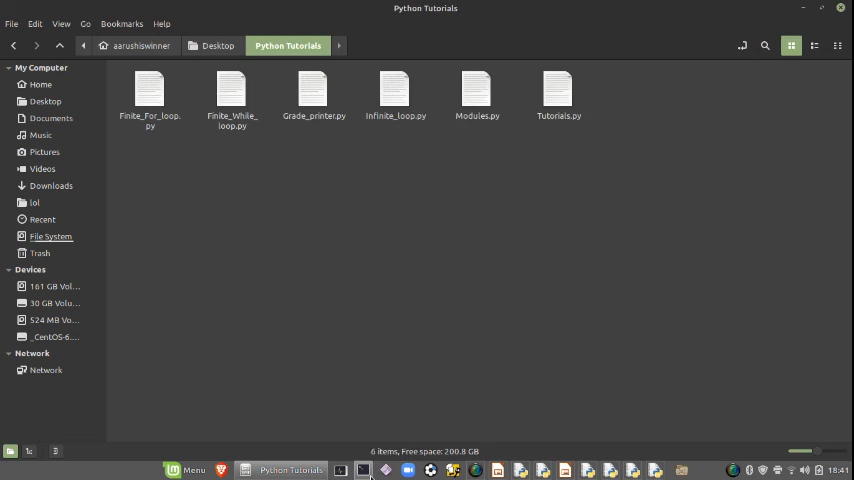 Python Tutorials
File Edit View Go Bookmarks Help
aarushiswinner Desktop Python Tutorials
My Computer
Home
Desktop
Documents
Music
Pictures
Videos
Downloads
lol
Recent
File System
Trash
Devices
161 GB Vol...
30 GB Volu...
524 MB Vo...
_CentOS-6....
Network
Network
Finite_For_loop.
py
Finite_While_
loop.py
Grade_printer.py
Infinite_loop.py
Modules.py
Tutorials.py
6 items, Free space: 200.8 GB
Menu Python Tutorials 18:41